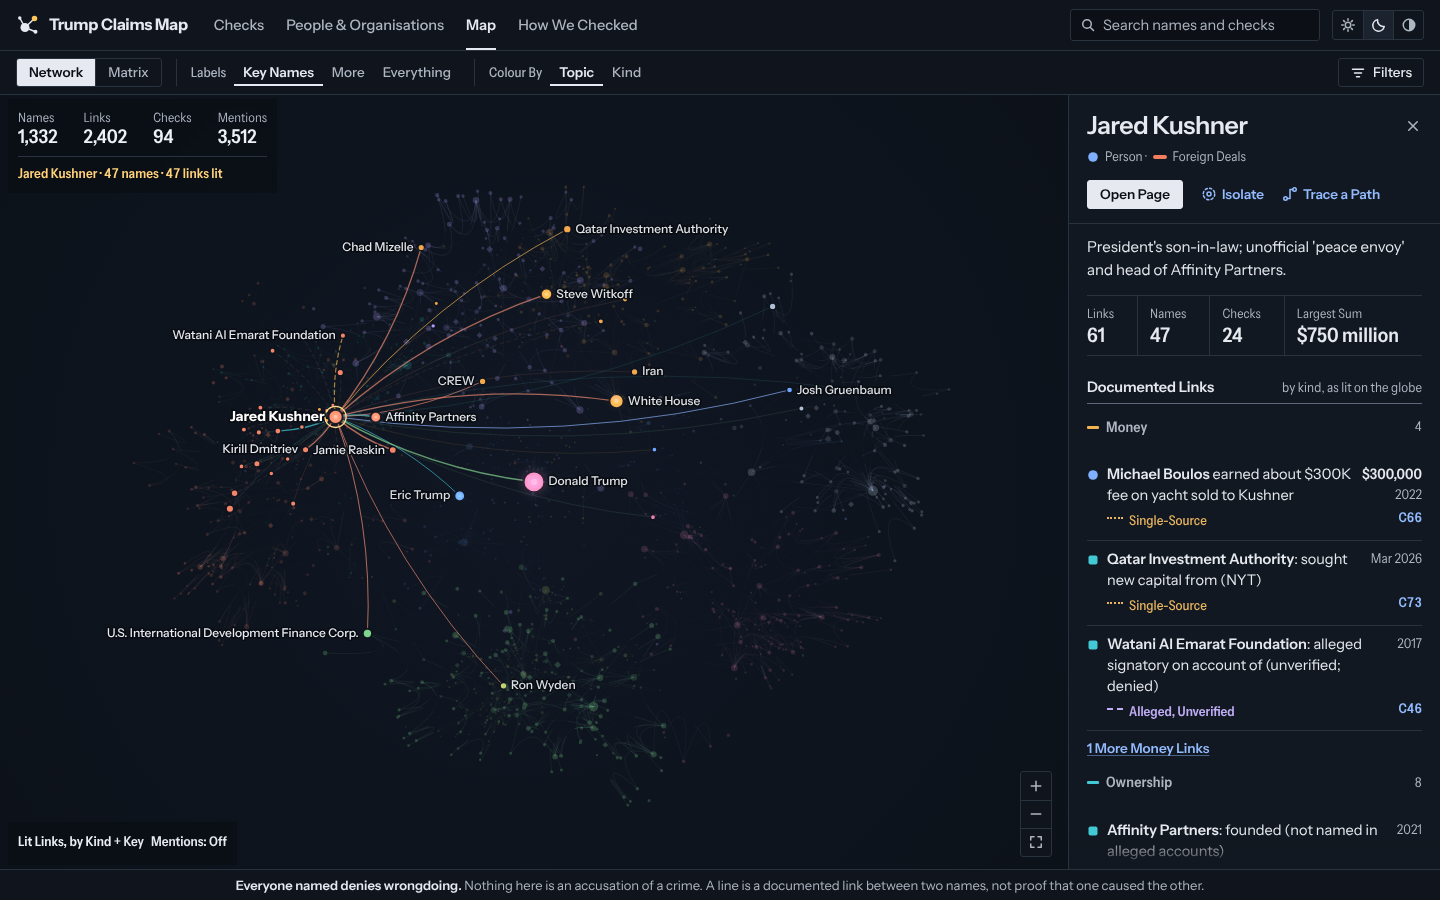 Trump Claims Map
Checks
People & Organisations
Map
How We Checked
Search names and checks
Network
Matrix
Labels
Key Names
More
Everything
Colour By
Topic
Kind
Filters
Names
Links
Checks
Mentions
1,332
2,402
94
3,512
Jared Kushner · 47 names · 47 links lit
Qatar Investment Authority
Chad Mizelle
Steve Witkoff
Watani Al Emarat Foundation
Iran
CREW
Josh Gruenbaum
White House
Jared Kushner
Affinity Partners
Kirill Dmitriev
Jamie Raskin
Donald Trump
Eric Trump
U.S. International Development Finance Corp.
Ron Wyden
Lit Links, by Kind + Key
Mentions: Off
Jared Kushner
Person · Foreign Deals
Open Page
Isolate
Trace a Path
President's son-in-law; unofficial 'peace envoy'
and head of Affinity Partners.
Links
Names
Checks
Largest Sum
61
47
24
$750 million
Documented Links
by kind, as lit on the globe
Money
4
Michael Boulos earned about $300K
$300,000
fee on yacht sold to Kushner
2022
Single-Source
C66
Qatar Investment Authority: sought
Mar 2026
new capital from (NYT)
Single-Source
C73
Watani Al Emarat Foundation: alleged
2017
signatory on account of (unverified;
denied)
Alleged, Unverified
C46
1 More Money Links
Ownership
8
Affinity Partners: founded (not named in
2021
alleged accounts)
Everyone named denies wrongdoing. Nothing here is an accusation of a crime. A line is a documented link between two names, not proof that one caused the other.